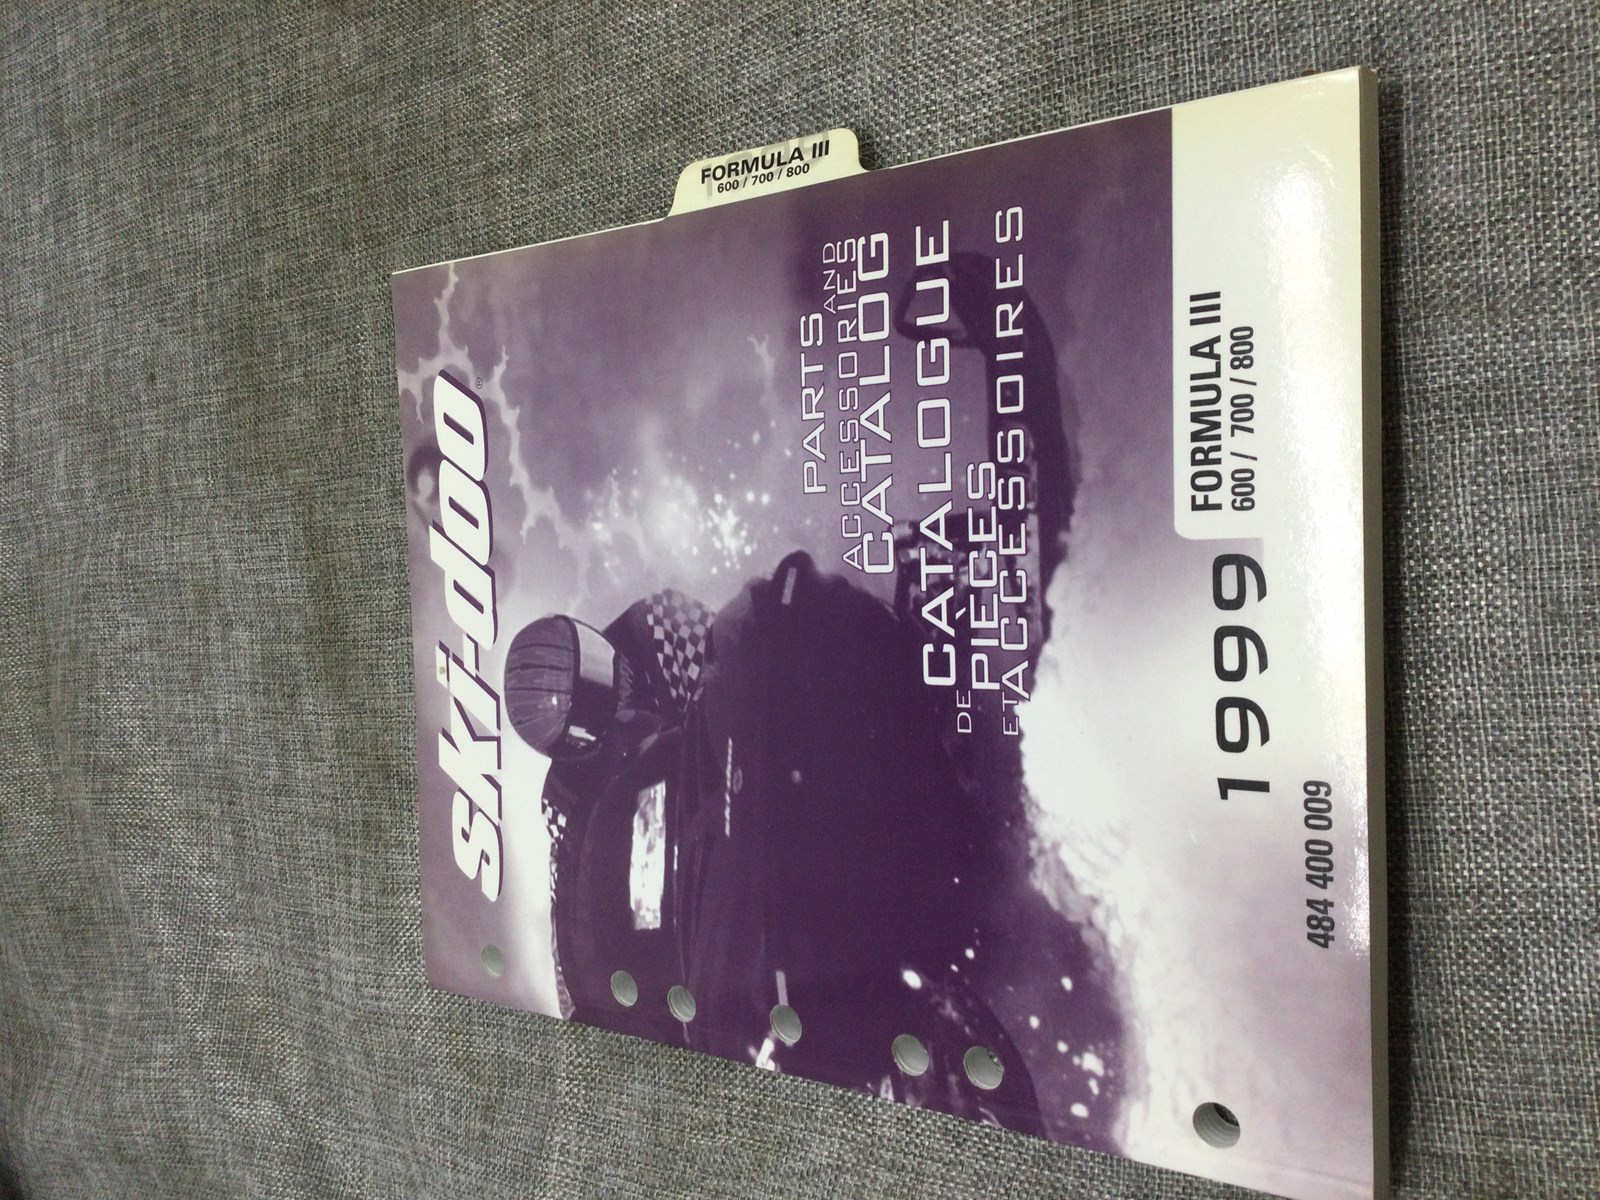 FORMULA III
600 / 700 / 800
ski-doo®
PARTS AND
ACCESSORIES
CATALOG
CATALOGUE
DE PIÈCES
ET ACCESSOIRES
1999
FORMULA III
600 / 700 / 800
484 400 009